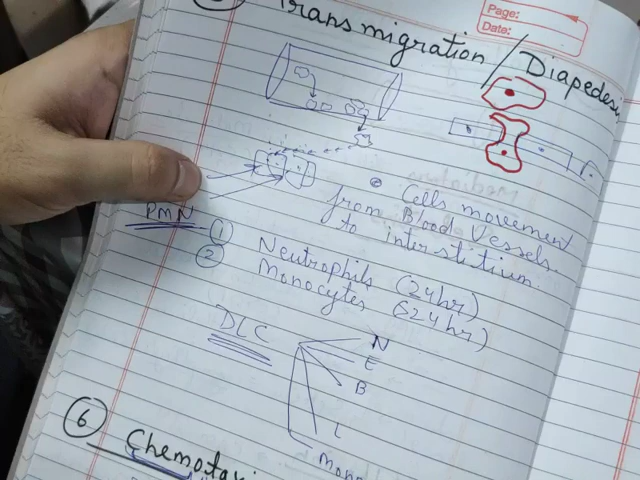 Page:
Date:
Transmigration / Diapedesis
• Cells movement
from Blood Vessels
to interstitium.
PMN
① Neutrophils (24hr)
② Monocytes (>24hr)
DLC
N
E
B
L
Mono
⑥ Chemotaxi